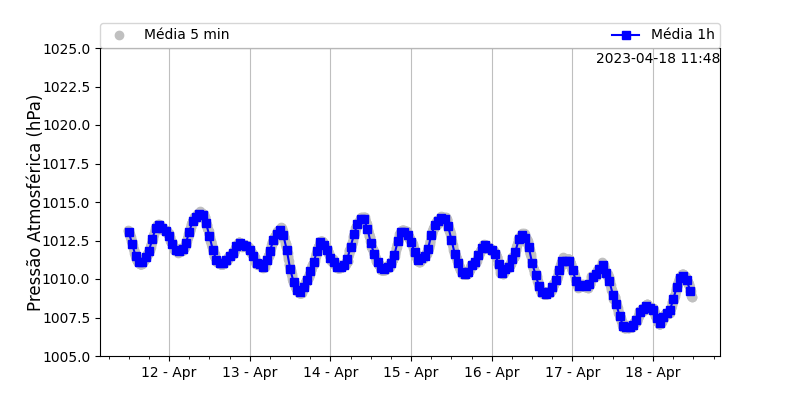 Média 5 min
Média 1h
2023-04-18 11:48
Pressão Atmosférica (hPa)
1025.0
1022.5
1020.0
1017.5
1015.0
1012.5
1010.0
1007.5
1005.0
12 - Apr
13 - Apr
14 - Apr
15 - Apr
16 - Apr
17 - Apr
18 - Apr